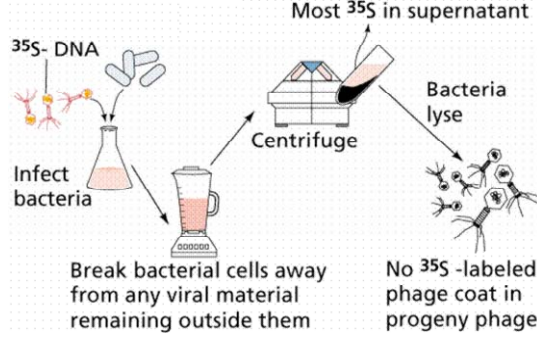 Most ³⁵S in supernatant
³⁵S- DNA
Infect
bacteria
Centrifuge
Bacteria
lyse
Break bacterial cells away
from any viral material
remaining outside them
No ³⁵S -labeled
phage coat in
progeny phage